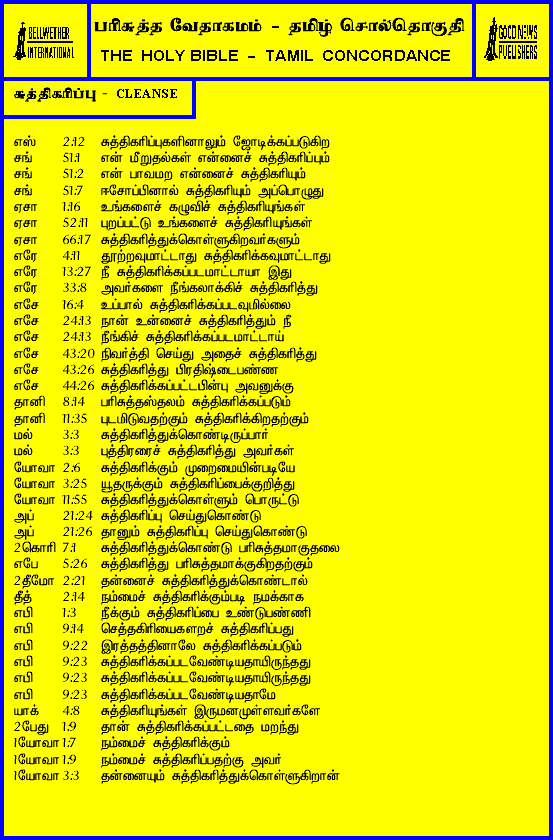 BELLWETHER
INTERNATIONAL
பரிசுத்த வேதாகமம் - தமிழ் சொல்தொகுதி
THE HOLY BIBLE - TAMIL CONCORDANCE
GOOD NEWS
PUBLISHERS
சுத்திகரிப்பு - CLEANSE
எஸ் 2:12 சுத்திகரிப்புகளினாலும் ஜோடிக்கப்படுகிற
சங் 51:1 என் மீறுதல்கள் என்னைச் சுத்திகரிப்பும்
சங் 51:2 என் பாவமற என்னைச் சுத்திகரியும்
சங் 51:7 ஈசோப்பினால் சுத்திகரியும் அப்பொழுது
ஏசா 1:16 உங்களைக் கழுவிச் சுத்திகரியுங்கள்
ஏசா 52:11 புறப்பட்டு உங்களைச் சுத்திகரியுங்கள்
ஏசா 66:17 சுத்திகரித்துக்கொள்ளுகிறவர்களும்
எரே 4:11 தூற்றவுமாட்டாது சுத்திகரிக்கவுமாட்டாது
எரே 13:27 நீ சுத்திகரிக்கப்படமாட்டாயா இது
எரே 33:8 அவர்களை நீங்கலாக்கிச் சுத்திகரித்து
எசே 16:4 உப்பால் சுத்திகரிக்கப்படவுமில்லை
எசே 24:13 நான் உன்னைச் சுத்திகரித்தும் நீ
எசே 24:13 நீங்கிச் சுத்திகரிக்கப்படமாட்டாய்
எசே 43:20 நிவர்த்தி செய்து அதைச் சுத்திகரித்து
எசே 43:26 சுத்திகரித்து பிரதிஷ்டைபண்ண
எசே 44:26 சுத்திகரிக்கப்பட்டபின்பு அவனுக்கு
தானி 8:14 பரிசுத்தஸ்தலம் சுத்திகரிக்கப்படும்
தானி 11:35 புடமிடுவதற்கும் சுத்திகரிக்கிறதற்கும்
மல் 3:3 சுத்திகரித்துக்கொண்டிருப்பார்
மல் 3:3 புத்திரரைச் சுத்திகரித்து அவர்கள்
யோவா 2:6 சுத்திகரிக்கும் முறைமையின்படியே
யோவா 3:25 யூதருக்கும் சுத்திகரிப்பைக்குறித்து
யோவா 11:55 சுத்திகரித்துக்கொள்ளும் பொருட்டு
அப் 21:24 சுத்திகரிப்பு செய்துகொண்டு
அப் 21:26 தானும் சுத்திகரிப்பு செய்துகொண்டு
2கொரி 7:1 சுத்திகரித்துக்கொண்டு பரிசுத்தமாகுதலை
எபே 5:26 சுத்திகரித்து பரிசுத்தமாக்குகிறதற்கும்
2தீமோ 2:21 தன்னைச் சுத்திகரித்துக்கொண்டால்
தீத் 2:14 நம்மைச் சுத்திகரிக்கும்படி நமக்காக
எபி 1:3 நீக்கும் சுத்திகரிப்பை உண்டுபண்ணி
எபி 9:14 செத்தகிரியைகளறச் சுத்திகரிப்பது
எபி 9:22 இரத்தத்தினாலே சுத்திகரிக்கப்படும்
எபி 9:23 சுத்திகரிக்கப்படவேண்டியதாயிருந்தது
எபி 9:23 சுத்திகரிக்கப்படவேண்டியதாயிருந்தது
எபி 9:23 சுத்திகரிக்கப்படவேண்டியதாமே
யாக் 4:8 சுத்திகரியுங்கள் இருமனமுள்ளவர்களே
2பேது 1:9 தான் சுத்திகரிக்கப்பட்டதை மறந்து
1யோவா 1:7 நம்மைச் சுத்திகரிக்கும்
1யோவா 1:9 நம்மைச் சுத்திகரிப்பதற்கு அவர்
1யோவா 3:3 தன்னையும் சுத்திகரித்துக்கொள்ளுகிறான்